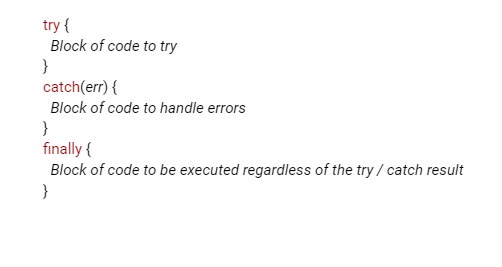 try {
Block of code to try
}
catch(err) {
Block of code to handle errors
}
finally {
Block of code to be executed regardless of the try / catch result
}